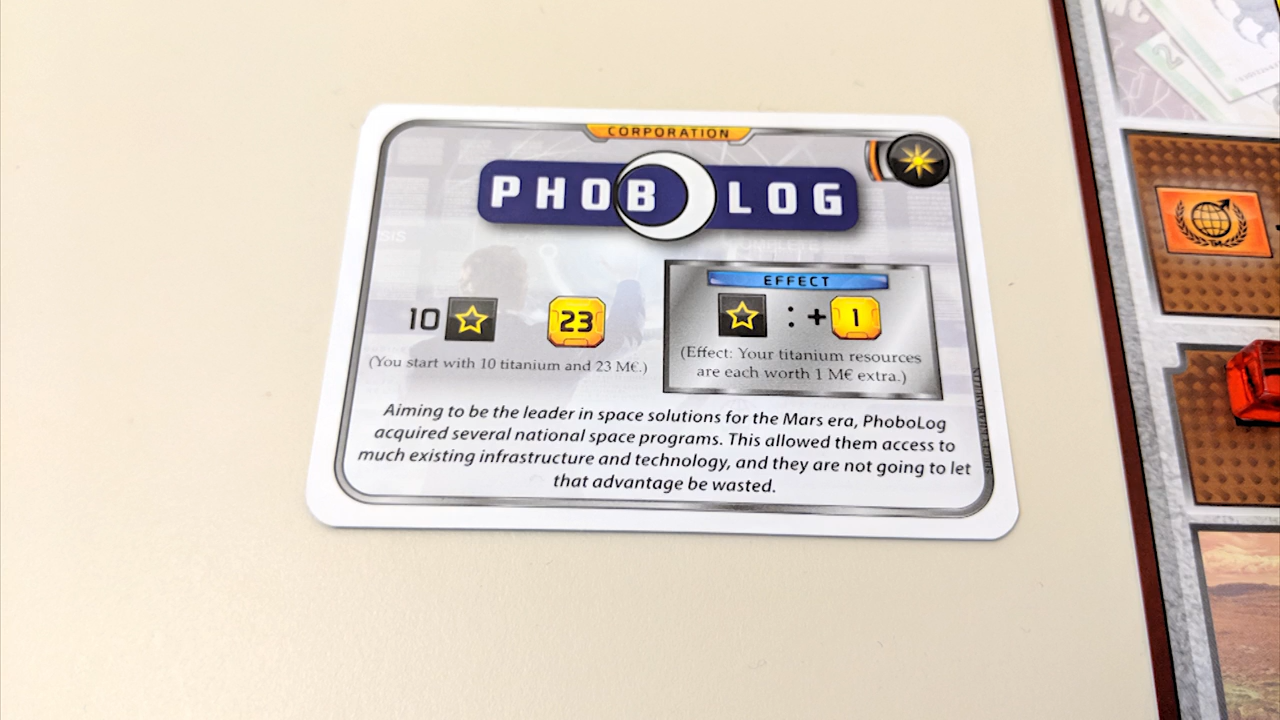 CORPORATION
PHOBOLOG
10 23
(You start with 10 titanium and 23 M€.)
EFFECT
: + 1
(Effect: Your titanium resources
are each worth 1 M€ extra.)
Aiming to be the leader in space solutions for the Mars era, PhoboLog
acquired several national space programs. This allowed them access to
much existing infrastructure and technology, and they are not going to let
that advantage be wasted.
2